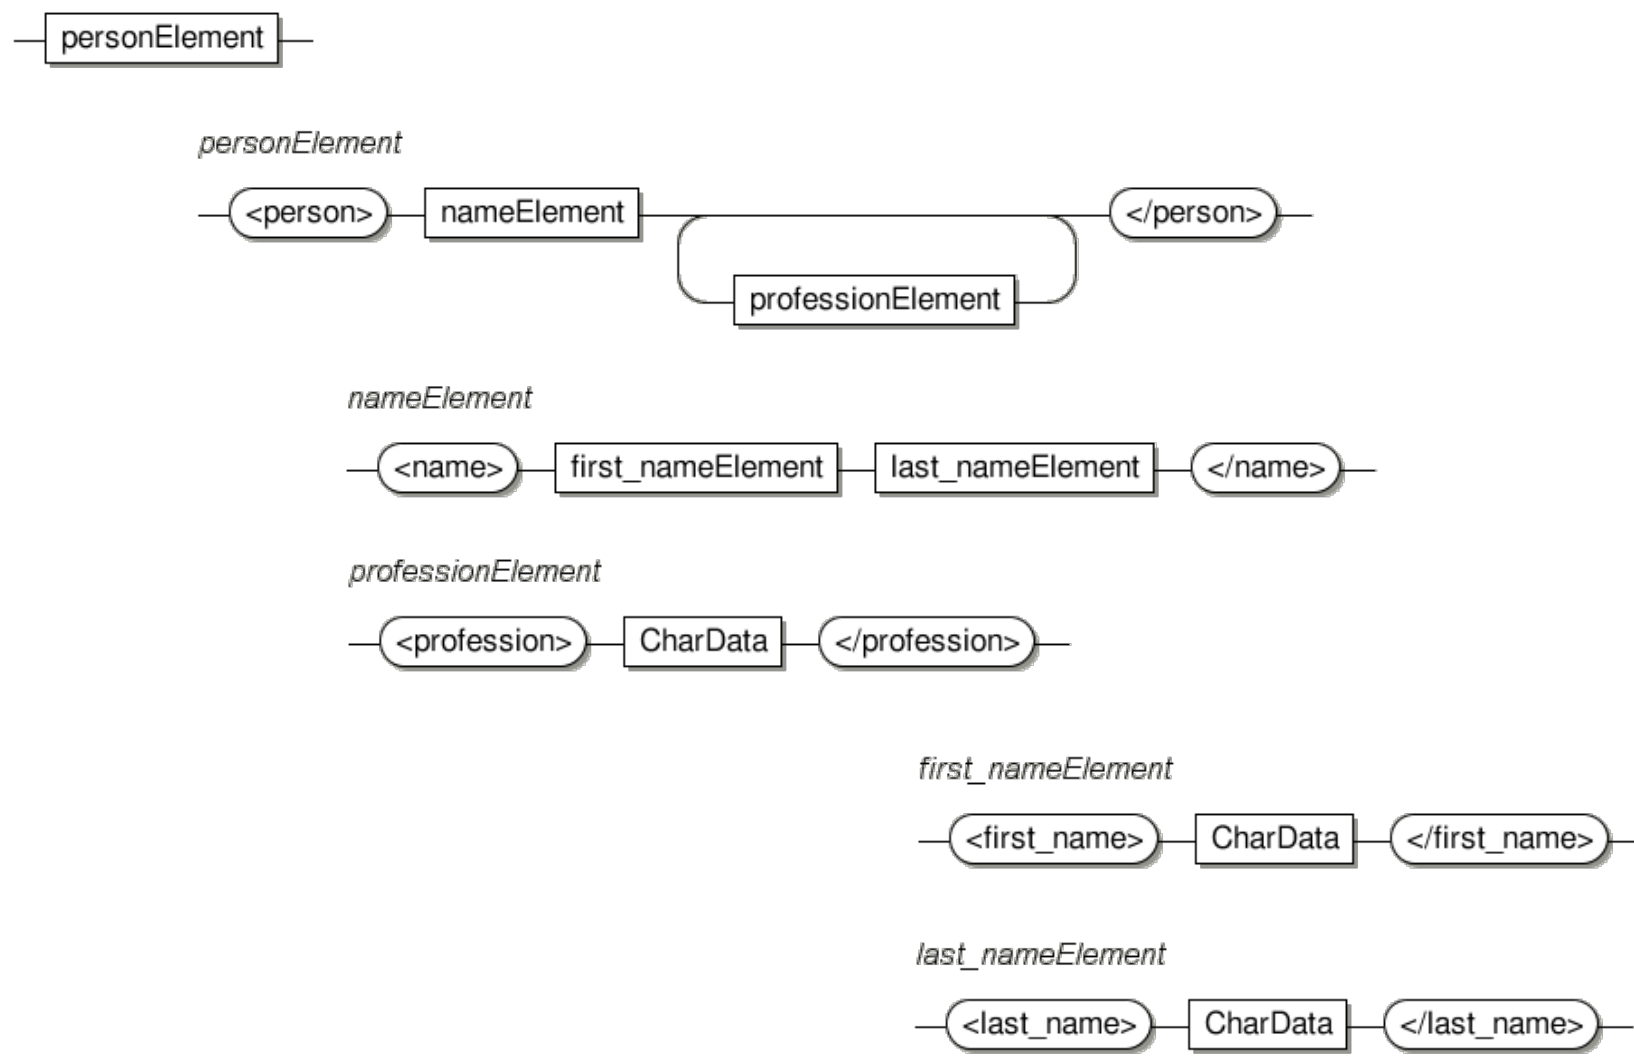 personElement
personElement
<person> nameElement </person>
professionElement
nameElement
<name> first_nameElement last_nameElement </name>
professionElement
<profession> CharData </profession>
first_nameElement
<first_name> CharData </first_name>
last_nameElement
<last_name> CharData </last_name>